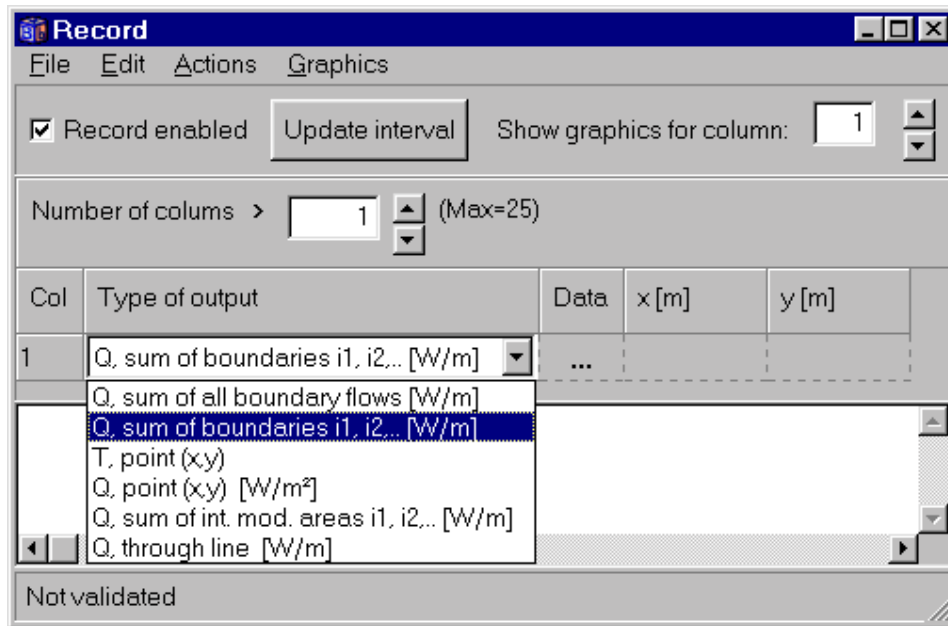 Record
File Edit Actions Graphics
Record enabled Update interval Show graphics for column: 1
Number of colums > 1 (Max=25)
Col Type of output Data x [m] y [m]
1 Q, sum of boundaries i1, i2,.. [W/m] ...
Q, sum of all boundary flows [W/m]
Q, sum of boundaries i1, i2,.. [W/m]
T, point (x,y)
Q, point (x,y) [W/m²]
Q, sum of int. mod. areas i1, i2,.. [W/m]
Q, through line [W/m]
Not validated